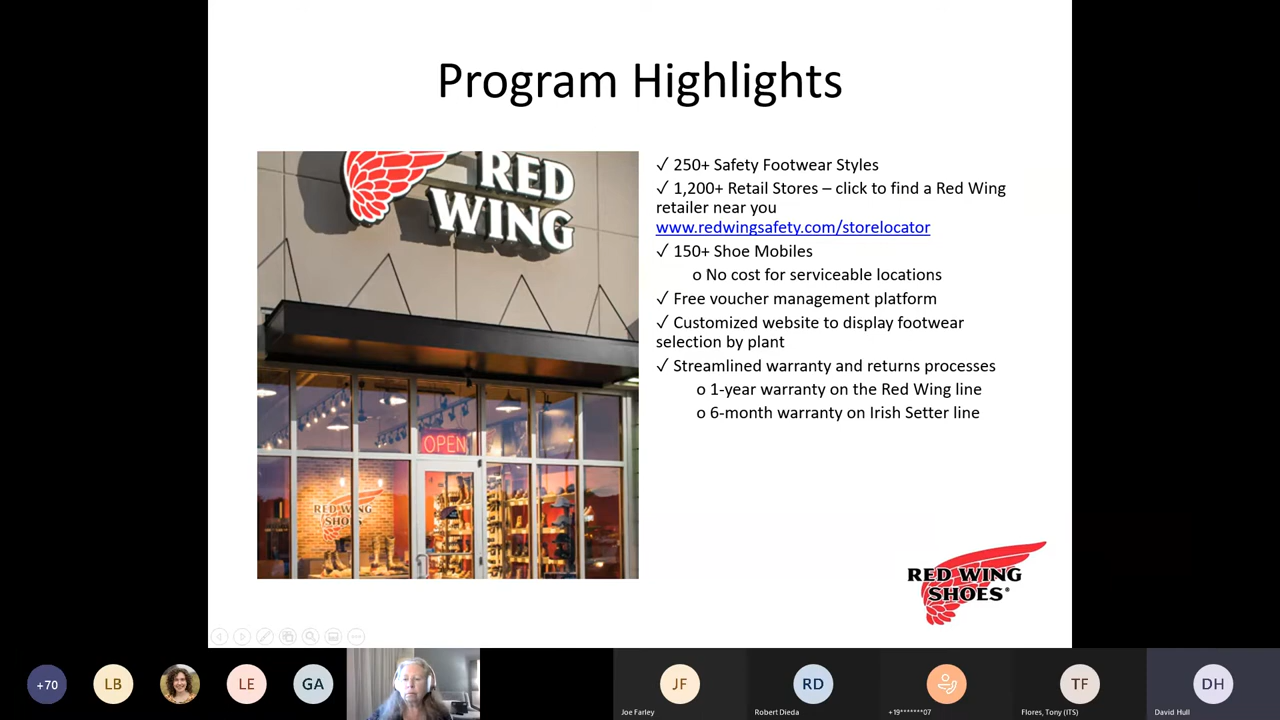 Program Highlights
RED
WING
OPEN
RED WING
SHOES
✓ 250+ Safety Footwear Styles
✓ 1,200+ Retail Stores – click to find a Red Wing
retailer near you
www.redwingsafety.com/storelocator
✓ 150+ Shoe Mobiles
o No cost for serviceable locations
✓ Free voucher management platform
✓ Customized website to display footwear
selection by plant
✓ Streamlined warranty and returns processes
o 1-year warranty on the Red Wing line
o 6-month warranty on Irish Setter line
RED WING
SHOES®
+70
LB
LE
GA
JF
Joe Farley
RD
Robert Dieda
+19*******07
TF
Flores, Tony (ITS)
DH
David Hull